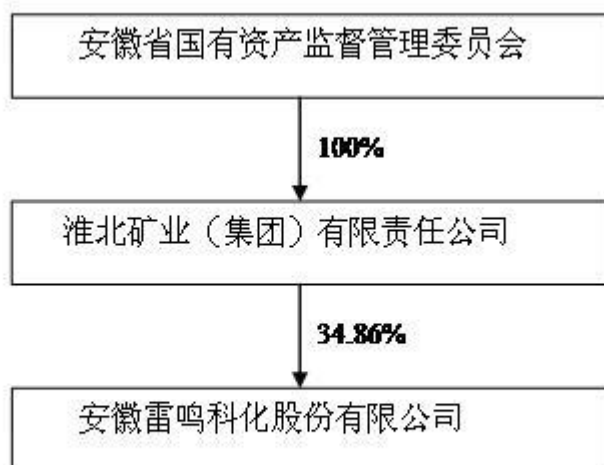 安徽省国有资产监督管理委员会
100%
淮北矿业（集团）有限责任公司
34.86%
安徽雷鸣科化股份有限公司